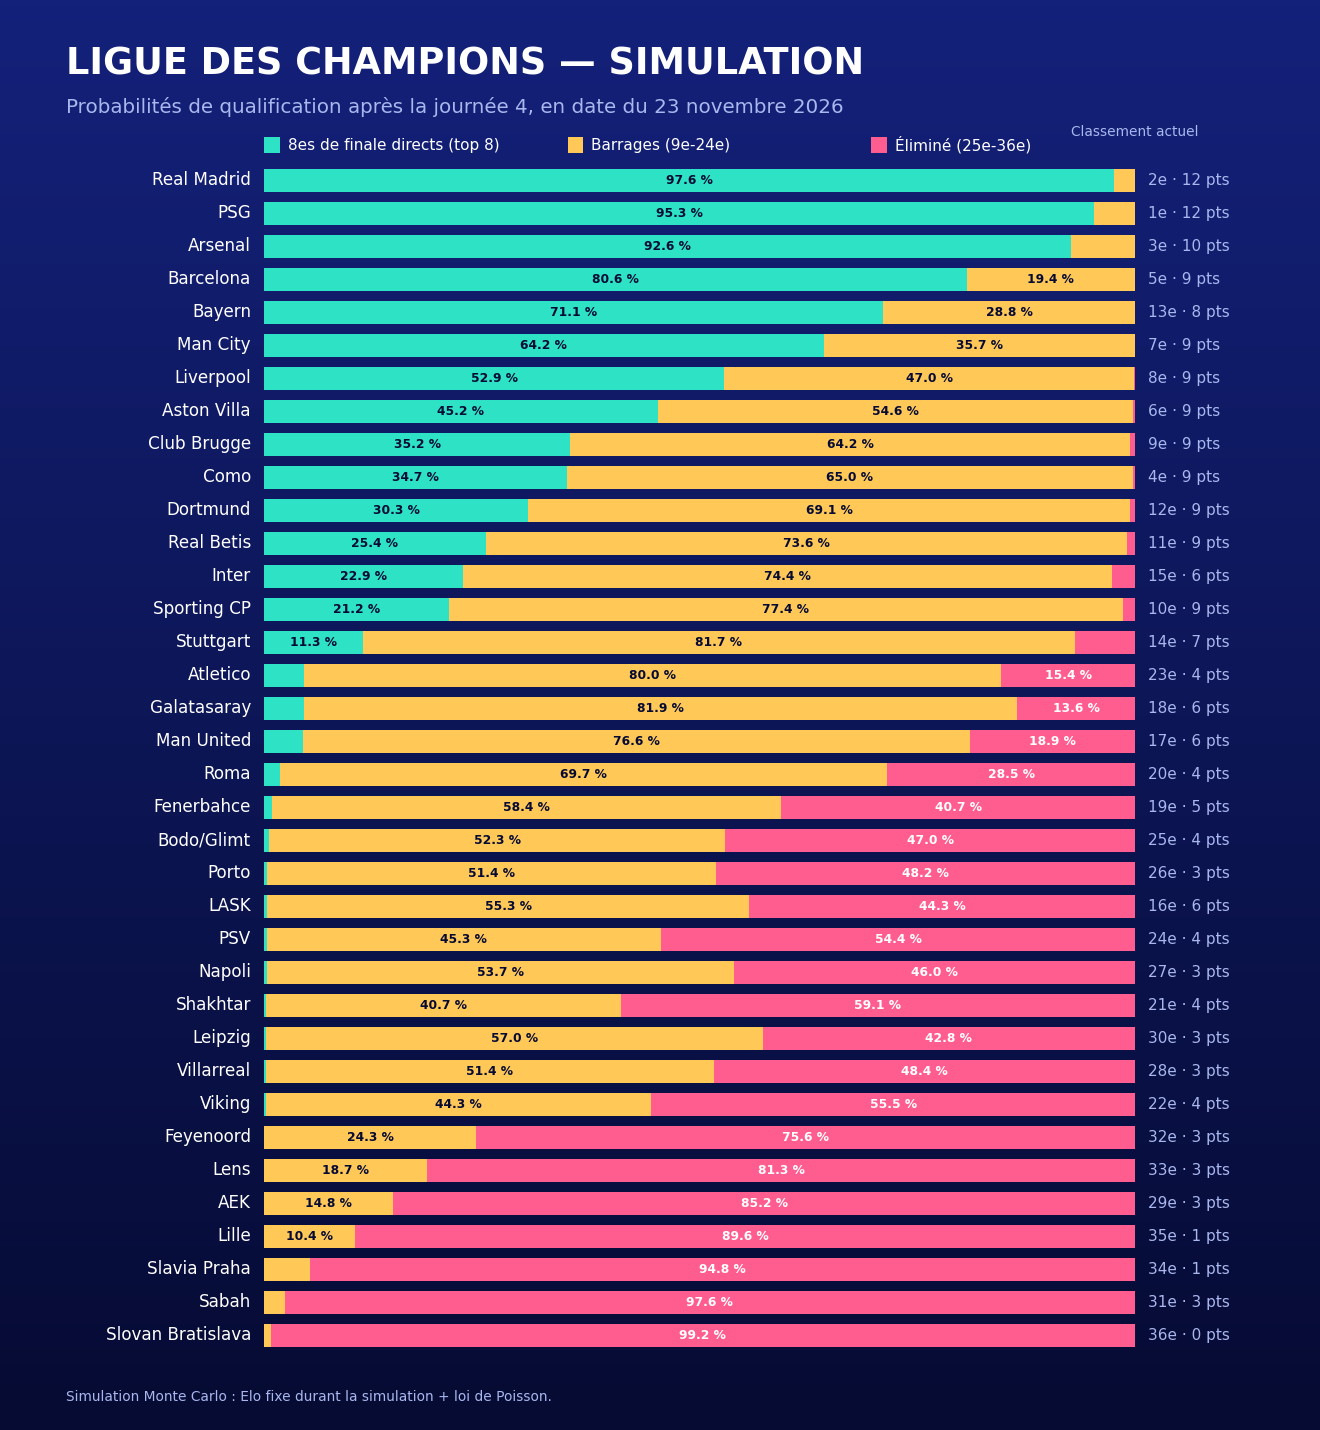 LIGUE DES CHAMPIONS — SIMULATION
Probabilités de qualification après la journée 4, en date du 23 novembre 2026
Classement actuel
8es de finale directs (top 8) Barrages (9e-24e) Éliminé (25e-36e)
Real Madrid 97.6 % 2e · 12 pts
PSG 95.3 % 1e · 12 pts
Arsenal 92.6 % 3e · 10 pts
Barcelona 80.6 % 19.4 % 5e · 9 pts
Bayern 71.1 % 28.8 % 13e · 8 pts
Man City 64.2 % 35.7 % 7e · 9 pts
Liverpool 52.9 % 47.0 % 8e · 9 pts
Aston Villa 45.2 % 54.6 % 6e · 9 pts
Club Brugge 35.2 % 64.2 % 9e · 9 pts
Como 34.7 % 65.0 % 4e · 9 pts
Dortmund 30.3 % 69.1 % 12e · 9 pts
Real Betis 25.4 % 73.6 % 11e · 9 pts
Inter 22.9 % 74.4 % 15e · 6 pts
Sporting CP 21.2 % 77.4 % 10e · 9 pts
Stuttgart 11.3 % 81.7 % 14e · 7 pts
Atletico 80.0 % 15.4 % 23e · 4 pts
Galatasaray 81.9 % 13.6 % 18e · 6 pts
Man United 76.6 % 18.9 % 17e · 6 pts
Roma 69.7 % 28.5 % 20e · 4 pts
Fenerbahce 58.4 % 40.7 % 19e · 5 pts
Bodo/Glimt 52.3 % 47.0 % 25e · 4 pts
Porto 51.4 % 48.2 % 26e · 3 pts
LASK 55.3 % 44.3 % 16e · 6 pts
PSV 45.3 % 54.4 % 24e · 4 pts
Napoli 53.7 % 46.0 % 27e · 3 pts
Shakhtar 40.7 % 59.1 % 21e · 4 pts
Leipzig 57.0 % 42.8 % 30e · 3 pts
Villarreal 51.4 % 48.4 % 28e · 3 pts
Viking 44.3 % 55.5 % 22e · 4 pts
Feyenoord 24.3 % 75.6 % 32e · 3 pts
Lens 18.7 % 81.3 % 33e · 3 pts
AEK 14.8 % 85.2 % 29e · 3 pts
Lille 10.4 % 89.6 % 35e · 1 pts
Slavia Praha 94.8 % 34e · 1 pts
Sabah 97.6 % 31e · 3 pts
Slovan Bratislava 99.2 % 36e · 0 pts
Simulation Monte Carlo : Elo fixe durant la simulation + loi de Poisson.